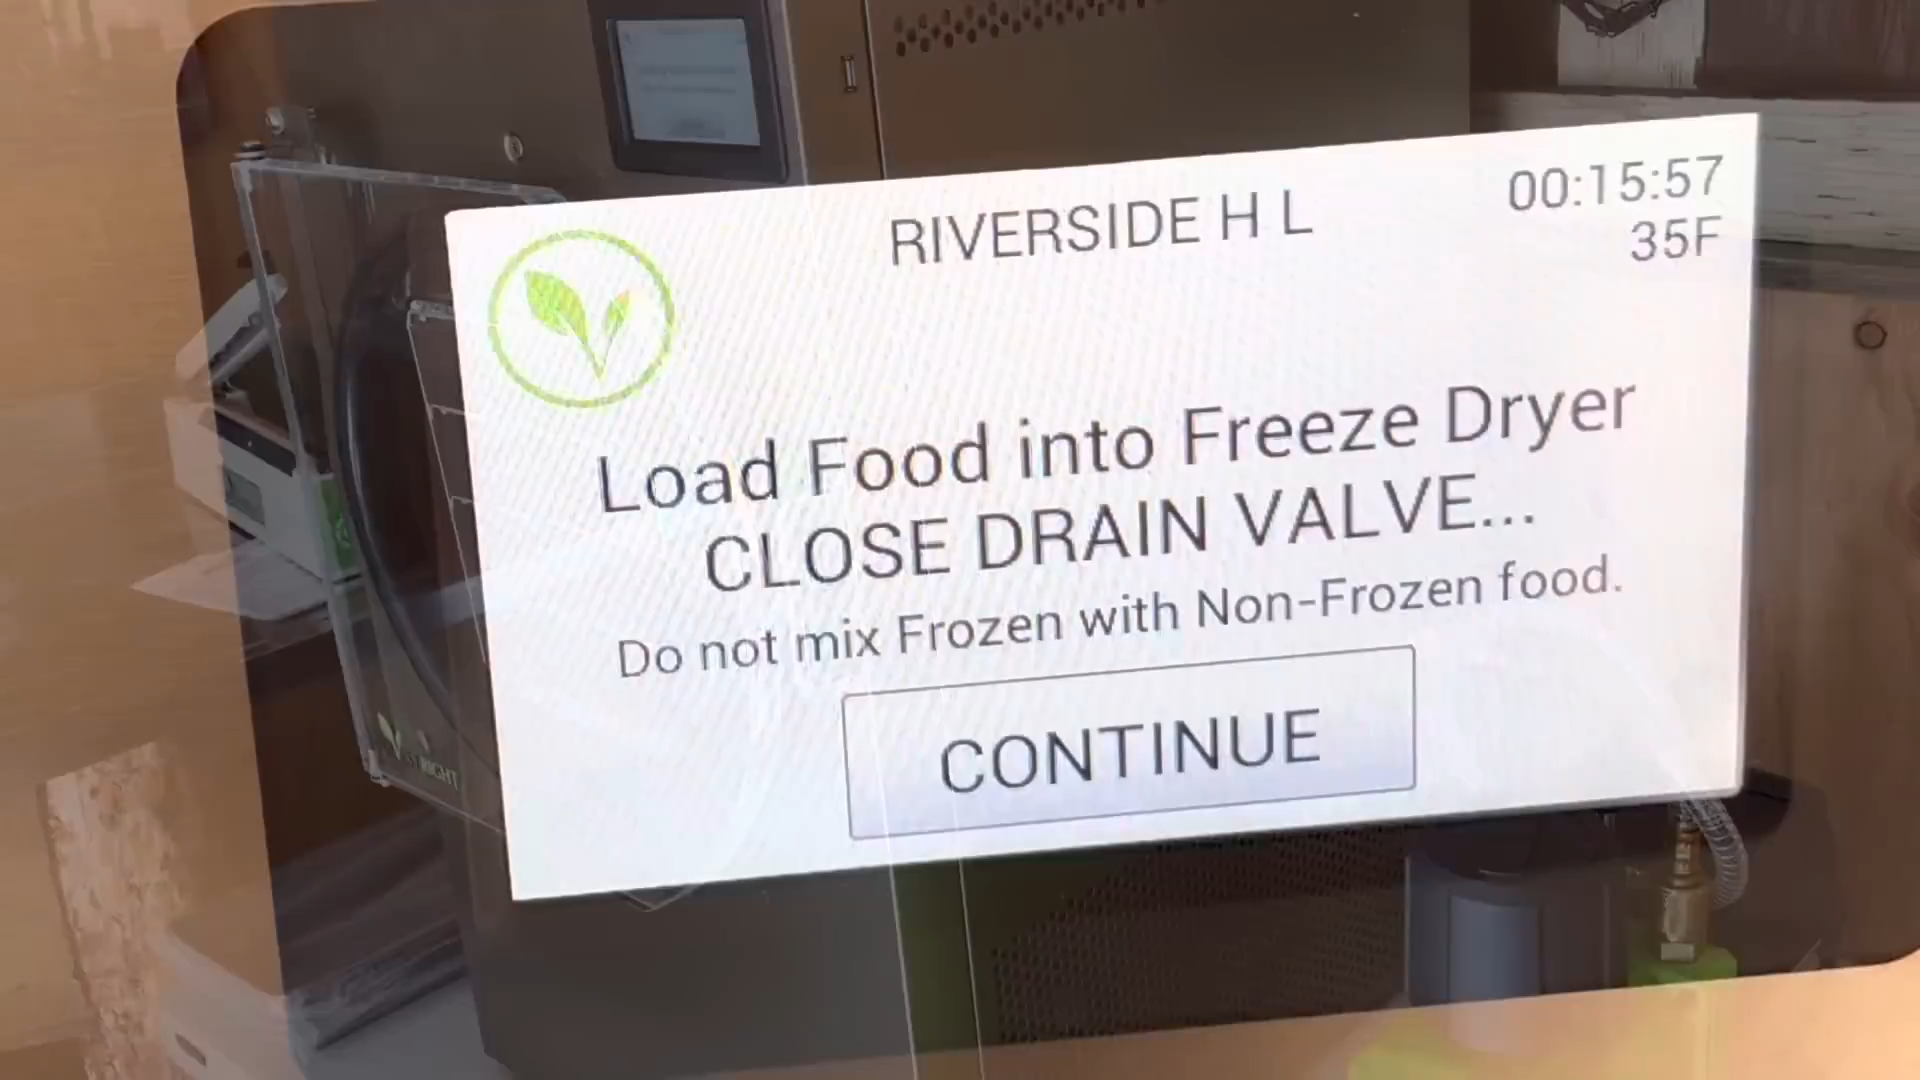 RIVERSIDE H L
00:15:57
35F
Load Food into Freeze Dryer
CLOSE DRAIN VALVE...
Do not mix Frozen with Non-Frozen food.
CONTINUE
RIGHT